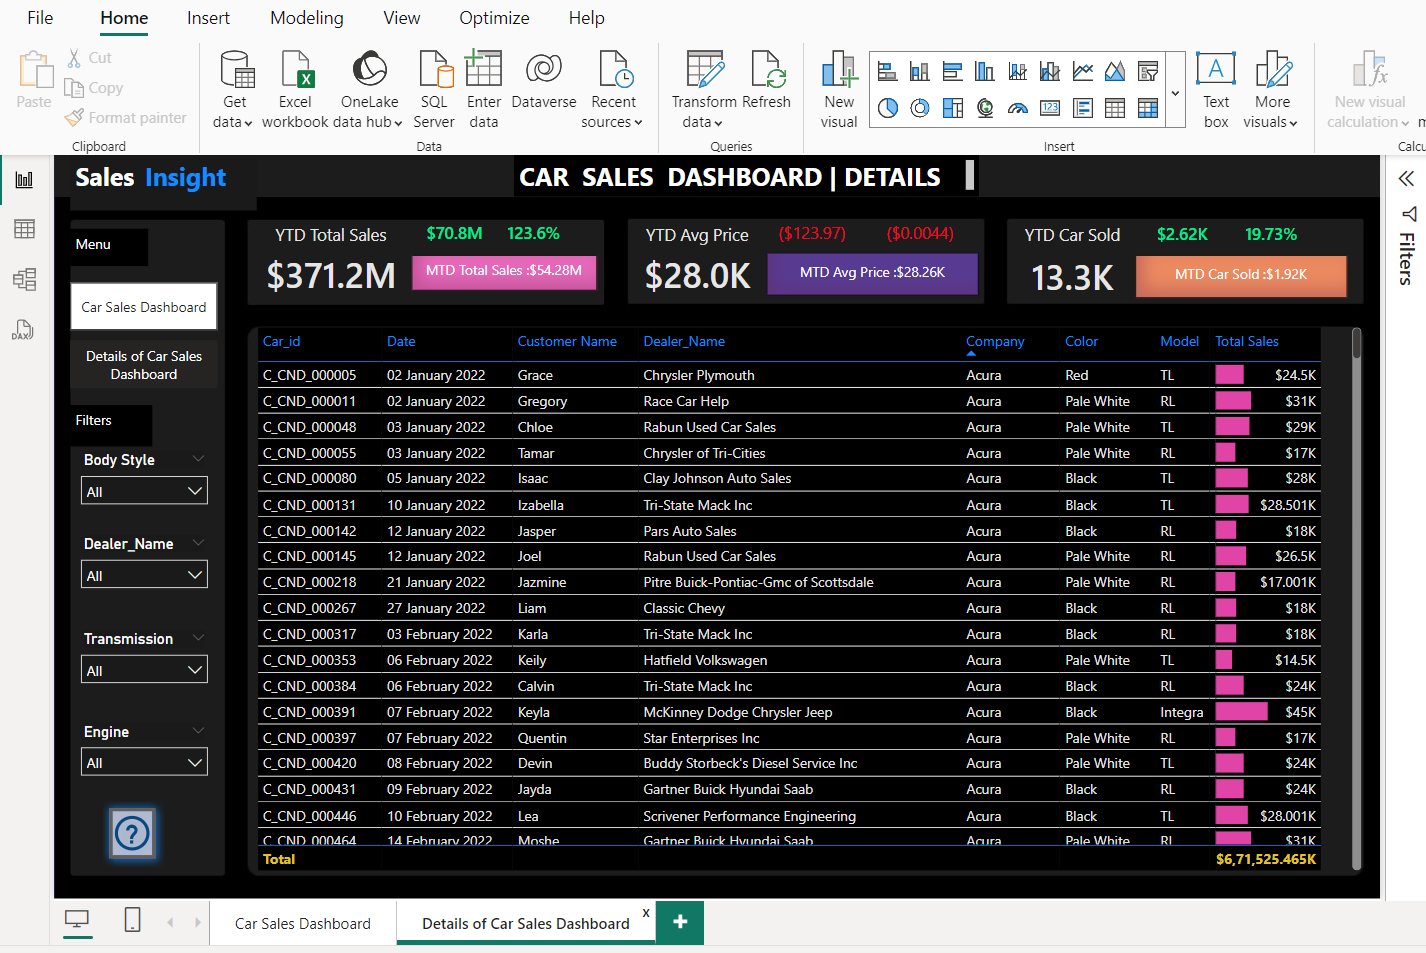 File Home Insert Modeling View Optimize Help
Paste
Cut
Copy
Format painter
Clipboard
Get data
Excel workbook
OneLake data hub
SQL Server
Enter data
Dataverse
Recent sources
Data
Transform data
Refresh
Queries
New visual
Text box
More visuals
Insert
New visual calculation
Calcu
Sales Insight
CAR SALES DASHBOARD | DETAILS
Filters
Menu
Car Sales Dashboard
Details of Car Sales
Dashboard
Filters
Body Style
All
Dealer_Name
All
Transmission
All
Engine
All
?
YTD Total Sales $70.8M 123.6%
$371.2M MTD Total Sales :$54.28M
YTD Avg Price ($123.97) ($0.0044)
$28.0K MTD Avg Price :$28.26K
YTD Car Sold $2.62K 19.73%
13.3K MTD Car Sold :$1.92K
Car_id Date Customer Name Dealer_Name Company Color Model Total Sales
C_CND_000005 02 January 2022 Grace Chrysler Plymouth Acura Red TL $24.5K
C_CND_000011 02 January 2022 Gregory Race Car Help Acura Pale White RL $31K
C_CND_000048 03 January 2022 Chloe Rabun Used Car Sales Acura Pale White TL $29K
C_CND_000055 03 January 2022 Tamar Chrysler of Tri-Cities Acura Pale White RL $17K
C_CND_000080 05 January 2022 Isaac Clay Johnson Auto Sales Acura Black TL $28K
C_CND_000131 10 January 2022 Izabella Tri-State Mack Inc Acura Black TL $28.501K
C_CND_000142 12 January 2022 Jasper Pars Auto Sales Acura Black RL $18K
C_CND_000145 12 January 2022 Joel Rabun Used Car Sales Acura Pale White RL $26.5K
C_CND_000218 21 January 2022 Jazmine Pitre Buick-Pontiac-Gmc of Scottsdale Acura Pale White RL $17.001K
C_CND_000267 27 January 2022 Liam Classic Chevy Acura Black RL $18K
C_CND_000317 03 February 2022 Karla Tri-State Mack Inc Acura Black RL $18K
C_CND_000353 06 February 2022 Keily Hatfield Volkswagen Acura Pale White TL $14.5K
C_CND_000384 06 February 2022 Calvin Tri-State Mack Inc Acura Black RL $24K
C_CND_000391 07 February 2022 Keyla McKinney Dodge Chrysler Jeep Acura Black Integra $45K
C_CND_000397 07 February 2022 Quentin Star Enterprises Inc Acura Pale White RL $17K
C_CND_000420 08 February 2022 Devin Buddy Storbeck's Diesel Service Inc Acura Pale White TL $24K
C_CND_000431 09 February 2022 Jayda Gartner Buick Hyundai Saab Acura Black RL $24K
C_CND_000446 10 February 2022 Lea Scrivener Performance Engineering Acura Black TL $28.001K
C_CND_000464 14 February 2022 Moshe Gartner Buick Hyundai Saab Acura Pale White RL $31K
Total $6,71,525.465K
Car Sales Dashboard
Details of Car Sales Dashboard x
+